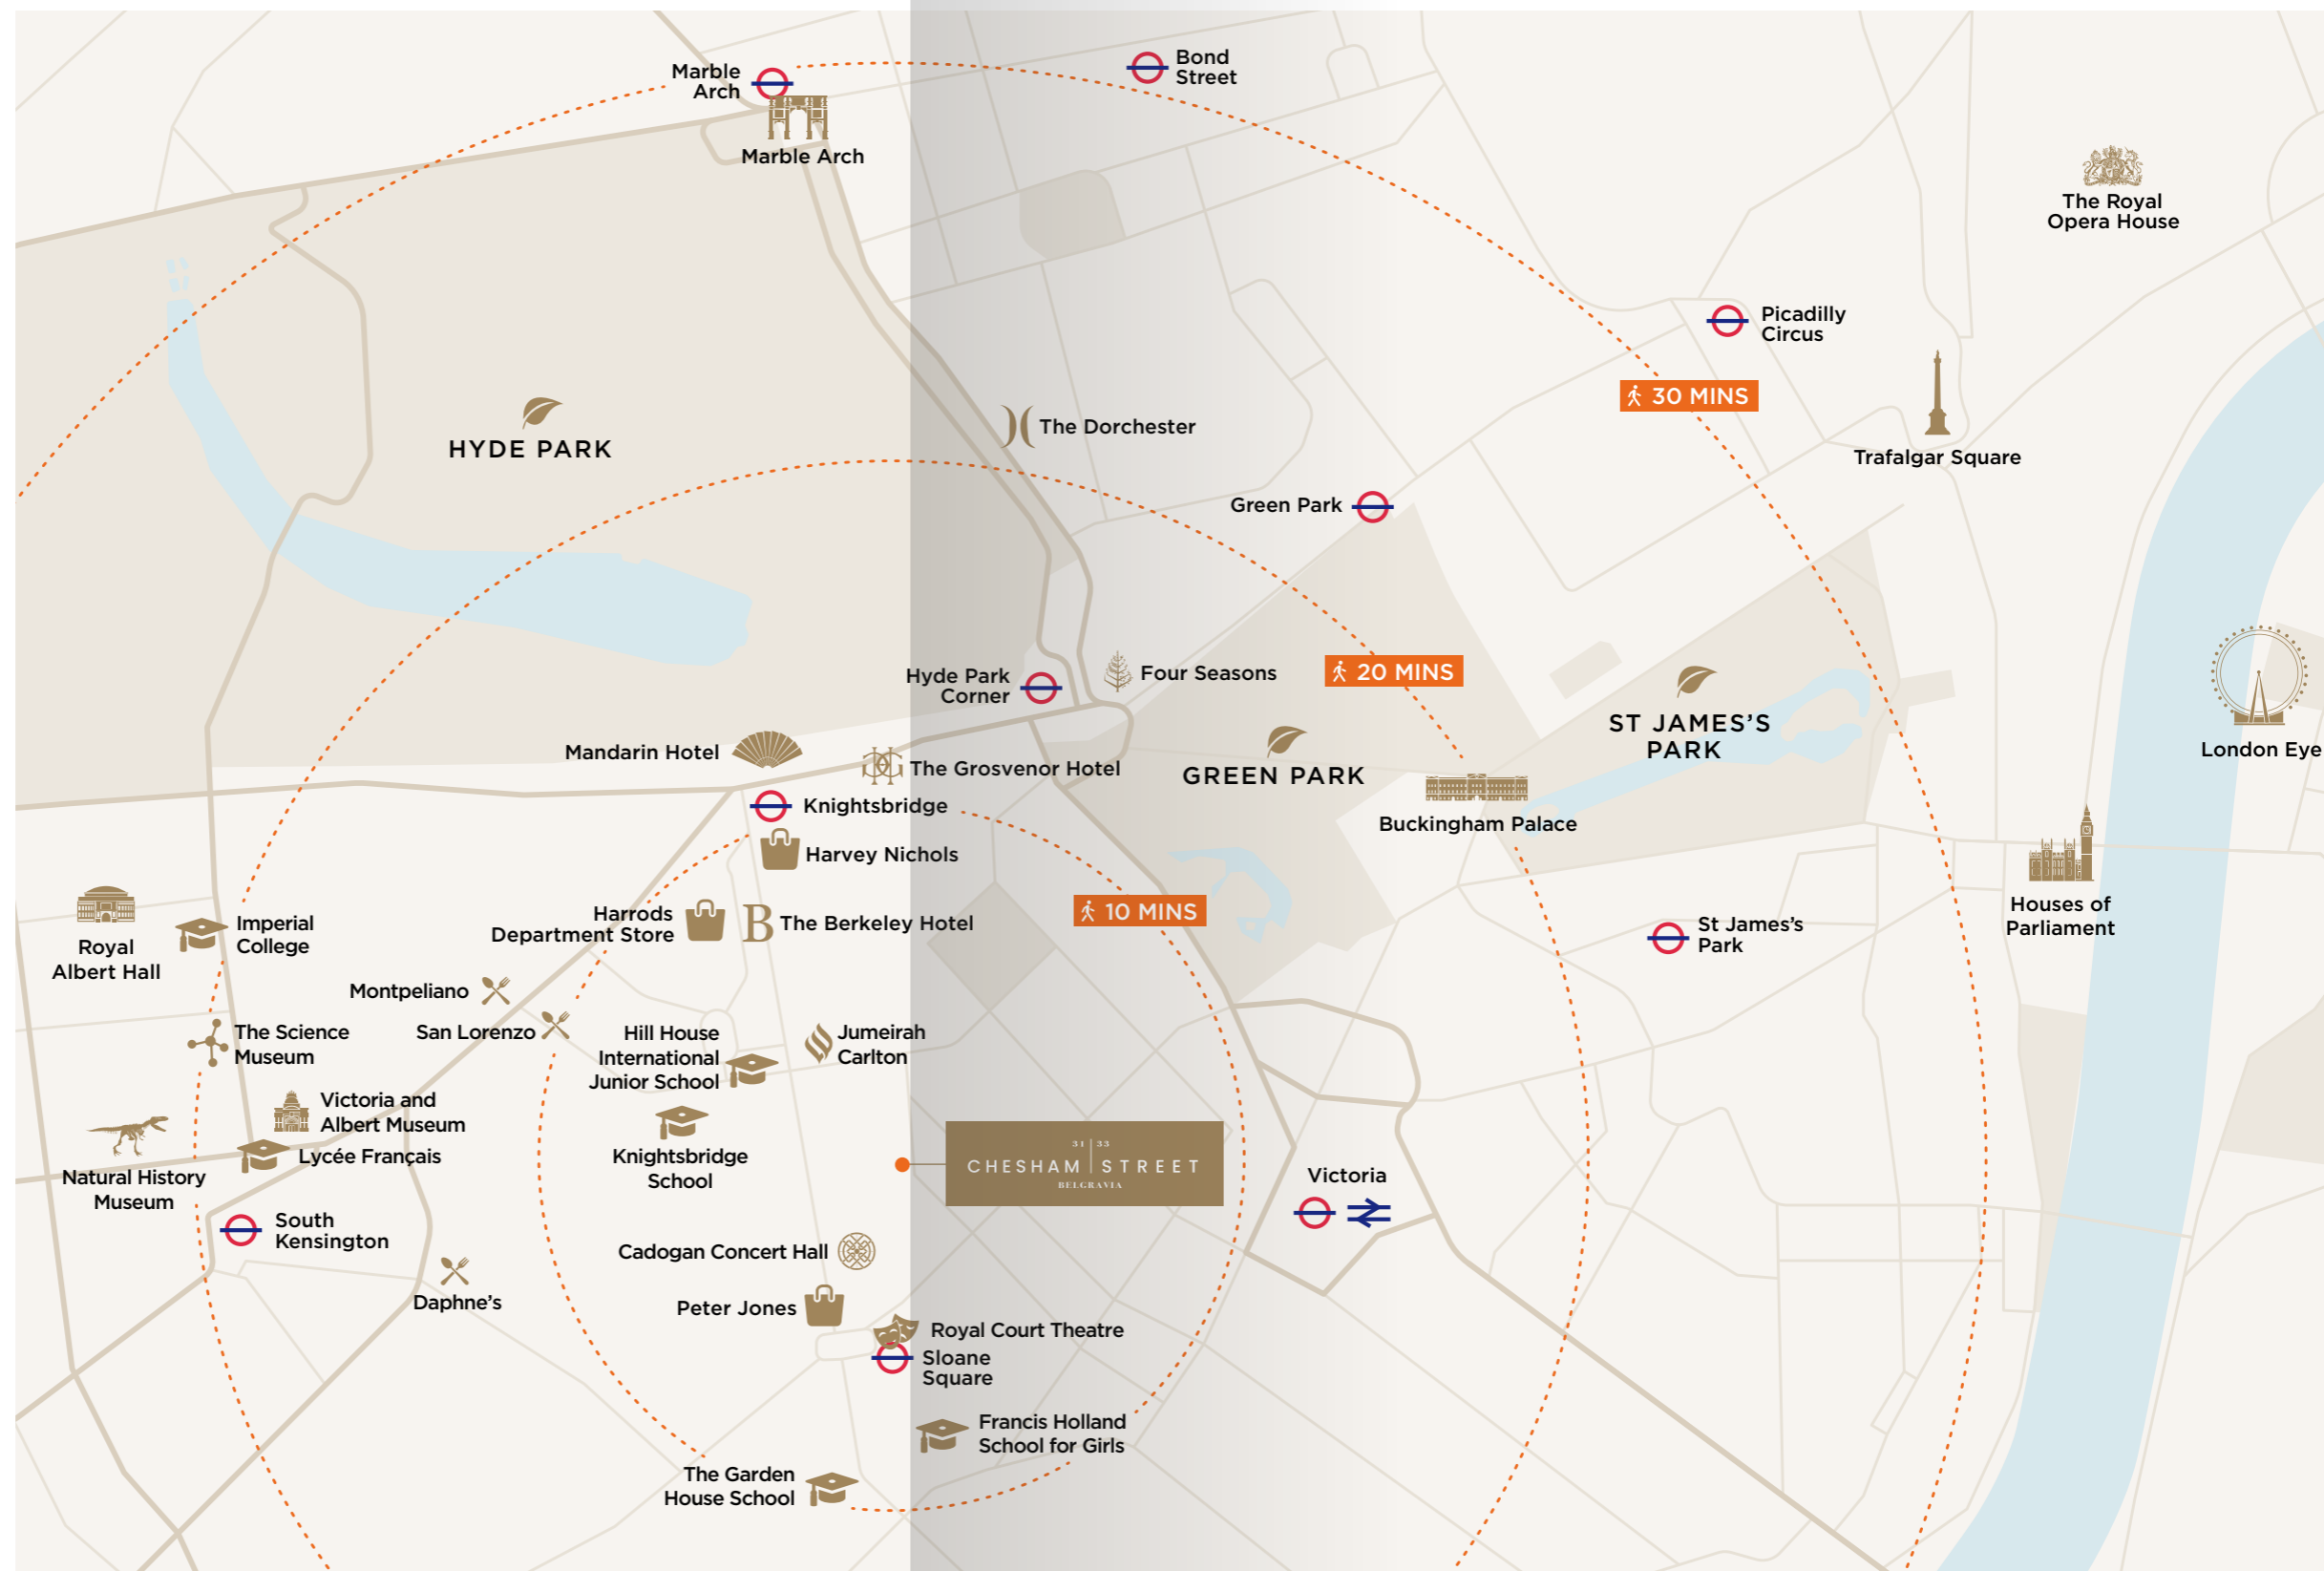 Marble
Arch
Marble Arch
Bond
Street
The Royal
Opera House
Picadilly
Circus
30 MINS
Trafalgar Square
HYDE PARK
The Dorchester
Green Park
Hyde Park
Corner
Four Seasons
20 MINS
ST JAMES'S
PARK
London Eye
Mandarin Hotel
The Grosvenor Hotel
GREEN PARK
Knightsbridge
Buckingham Palace
Harvey Nichols
Harrods
Department Store
The Berkeley Hotel
B
10 MINS
Houses of
Parliament
St James's
Park
Royal
Albert Hall
Imperial
College
Montpeliano
San Lorenzo
The Science
Museum
Hill House
International
Junior School
Jumeirah
Carlton
Victoria and
Albert Museum
Lycée Français
Natural History
Museum
Knightsbridge
School
31 33
CHESHAM STREET
BELGRAVIA
Victoria
South
Kensington
Daphne's
Cadogan Concert Hall
Peter Jones
Royal Court Theatre
Sloane
Square
Francis Holland
School for Girls
The Garden
House School